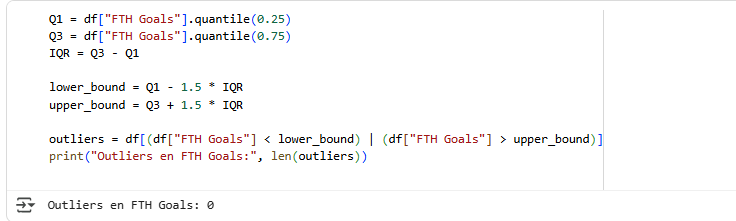 Q1 = df["FTH Goals"].quantile(0.25)
Q3 = df["FTH Goals"].quantile(0.75)
IQR = Q3 - Q1
lower_bound = Q1 - 1.5 * IQR
upper_bound = Q3 + 1.5 * IQR
outliers = df[(df["FTH Goals"] < lower_bound) | (df["FTH Goals"] > upper_bound)]
print("Outliers en FTH Goals:", len(outliers))
Outliers en FTH Goals: 0